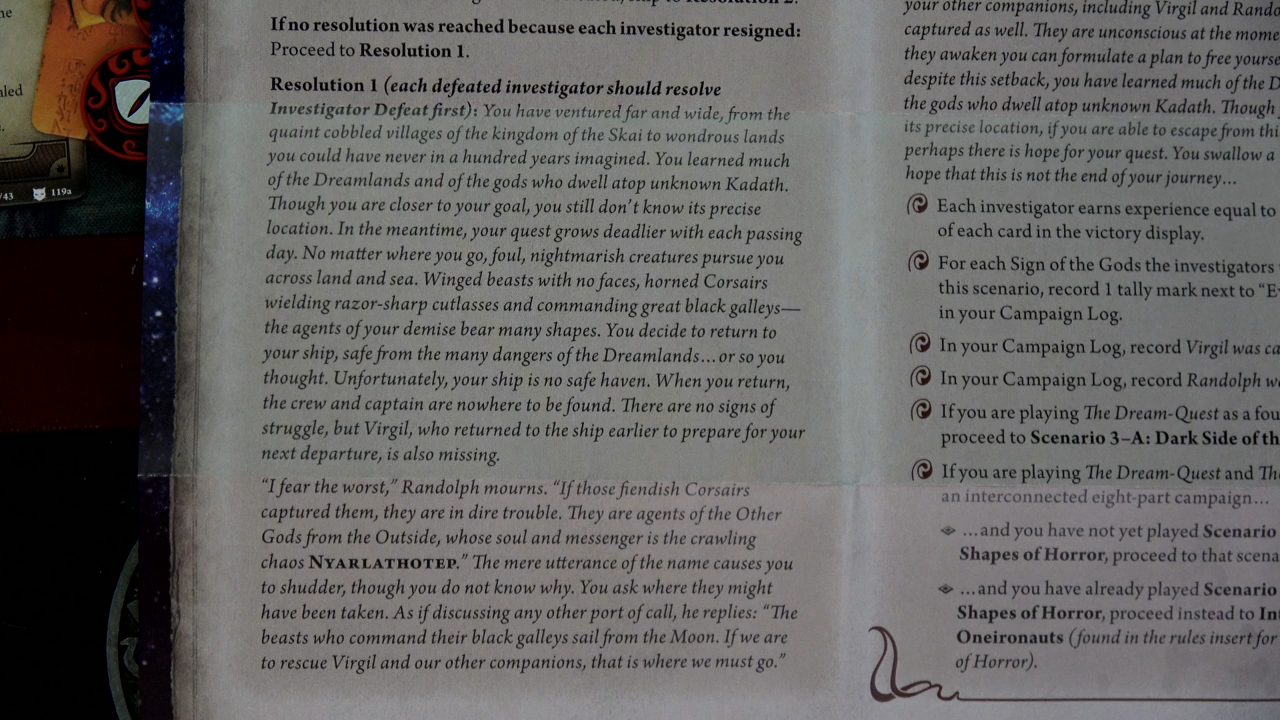 If no resolution was reached because each investigator resigned:
Proceed to Resolution 1.
Resolution 1 (each defeated investigator should resolve
Investigator Defeat first): You have ventured far and wide, from the
quaint cobbled villages of the kingdom of the Skai to wondrous lands
you could have never in a hundred years imagined. You learned much
of the Dreamlands and of the gods who dwell atop unknown Kadath.
Though you are closer to your goal, you still don't know its precise
location. In the meantime, your quest grows deadlier with each passing
day. No matter where you go, foul, nightmarish creatures pursue you
across land and sea. Winged beasts with no faces, horned Corsairs
wielding razor-sharp cutlasses and commanding great black galleys—
the agents of your demise bear many shapes. You decide to return to
your ship, safe from the many dangers of the Dreamlands…or so you
thought. Unfortunately, your ship is no safe haven. When you return,
the crew and captain are nowhere to be found. There are no signs of
struggle, but Virgil, who returned to the ship earlier to prepare for your
next departure, is also missing.
"I fear the worst," Randolph mourns. "If those fiendish Corsairs
captured them, they are in dire trouble. They are agents of the Other
Gods from the Outside, whose soul and messenger is the crawling
chaos NYARLATHOTEP." The mere utterance of the name causes you
to shudder, though you do not know why. You ask where they might
have been taken. As if discussing any other port of call, he replies: "The
beasts who command their black galleys sail from the Moon. If we are
to rescue Virgil and our other companions, that is where we must go."
your other companions, including Virgil and Rando
captured as well. They are unconscious at the mome
they awaken you can formulate a plan to free yourse
despite this setback, you have learned much of the D
the gods who dwell atop unknown Kadath. Though
its precise location, if you are able to escape from thi
perhaps there is hope for your quest. You swallow a
hope that this is not the end of your journey…
Each investigator earns experience equal to
of each card in the victory display.
For each Sign of the Gods the investigators
this scenario, record 1 tally mark next to "E
in your Campaign Log.
In your Campaign Log, record Virgil was ca
In your Campaign Log, record Randolph w
If you are playing The Dream-Quest as a fou
proceed to Scenario 3–A: Dark Side of th
If you are playing The Dream-Quest and The
an interconnected eight-part campaign…
…and you have not yet played Scenario
Shapes of Horror, proceed to that scena
…and you have already played Scenario
Shapes of Horror, proceed instead to In
Oneironauts (found in the rules insert for
of Horror).
/43 119a